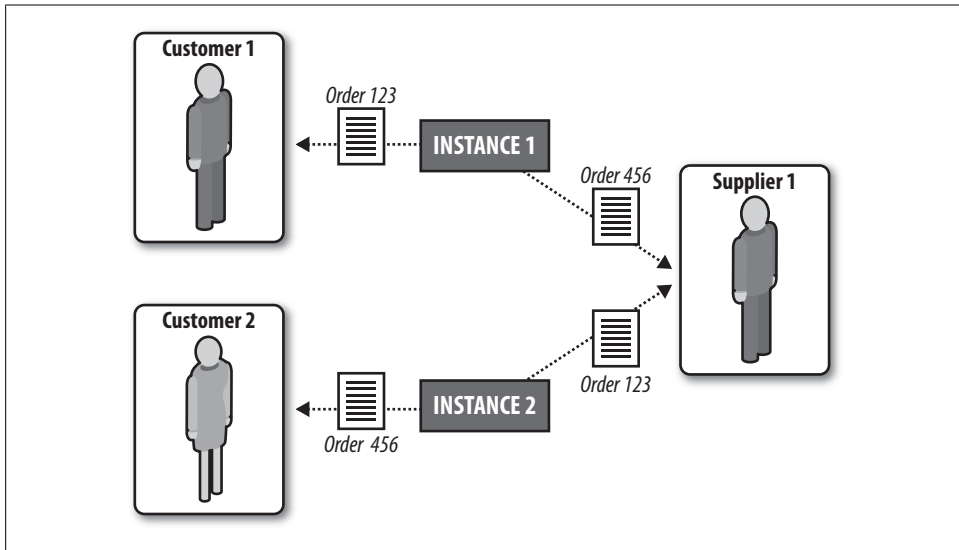 Customer 1
Order 123
INSTANCE 1
Order 456
Supplier 1
Customer 2
Order 123
INSTANCE 2
Order 456